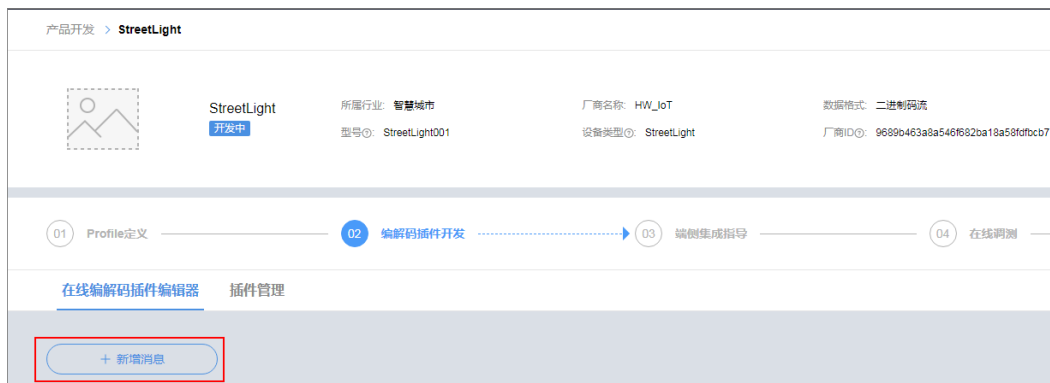 产品开发 > StreetLight
StreetLight 所属行业: 智慧城市 厂商名称: HW_IoT 数据格式: 二进制码流
开发中 型号?: StreetLight001 设备类型?: StreetLight 厂商ID?: 9689b463a8a546f682ba18a58fdfbcb7
01 Profile定义 02 编解码插件开发 03 端侧集成指导 04 在线调测
在线编解码插件编辑器 插件管理
+ 新增消息